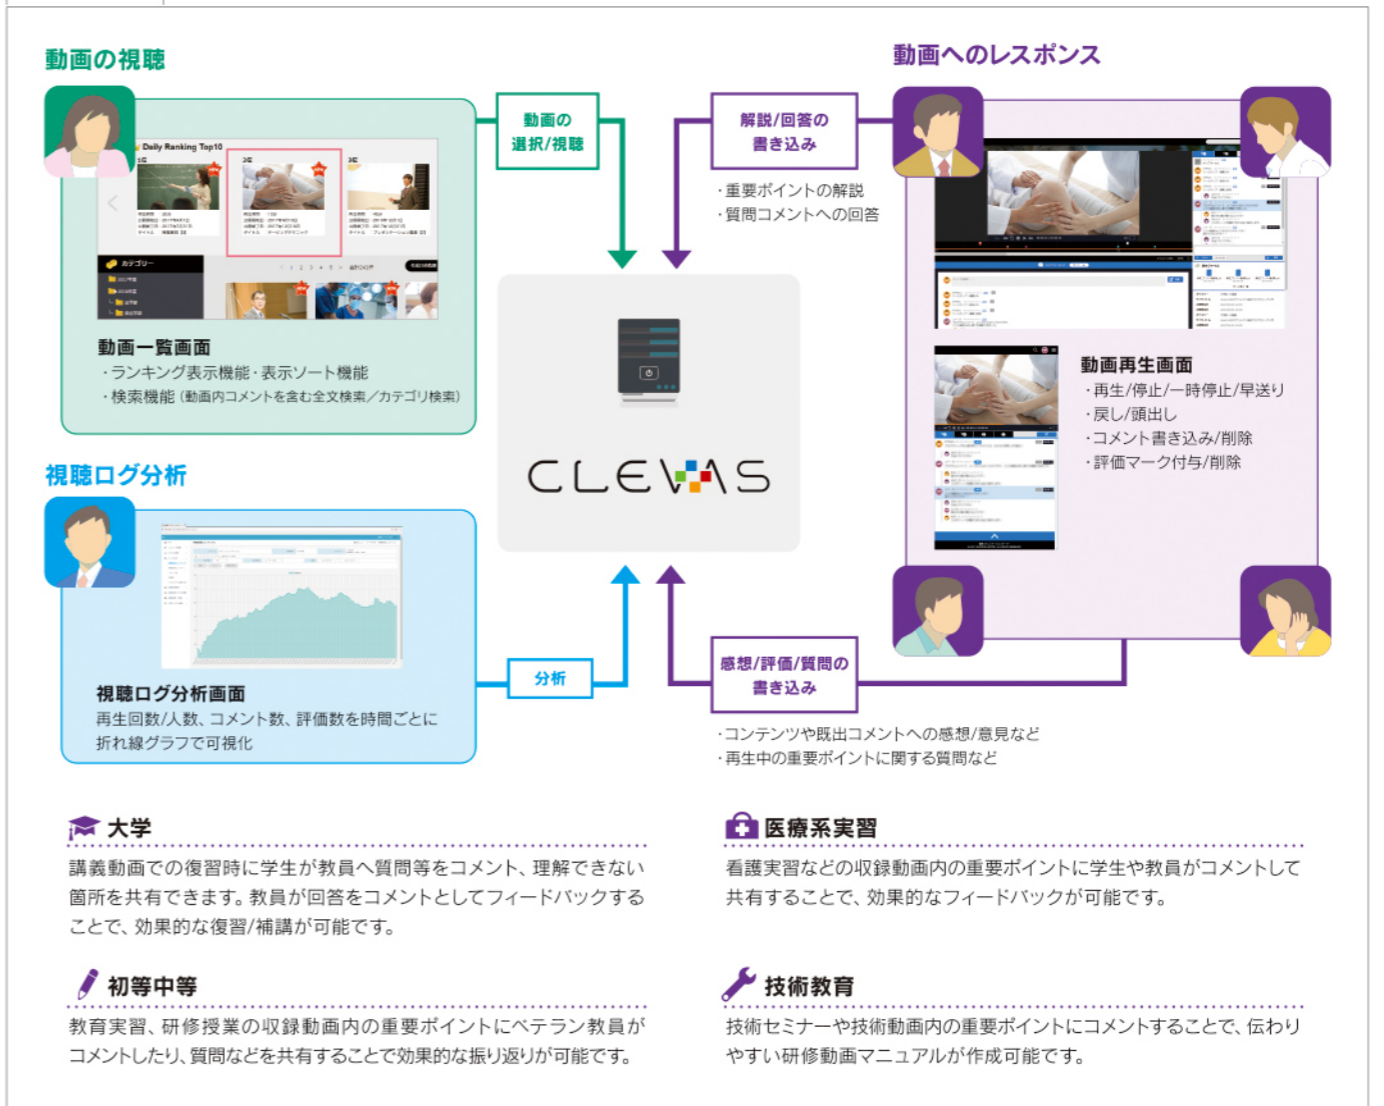 動画の視聴
Daily Ranking Top10
1位
2位
3位
カテゴリー
動画一覧画面
・ランキング表示機能・表示ソート機能
・検索機能（動画内コメントを含む全文検索／カテゴリ検索）
動画の
選択/視聴
解説/回答の
書き込み
・重要ポイントの解説
・質問コメントへの回答
動画へのレスポンス
動画再生画面
・再生/停止/一時停止/早送り
・戻し/頭出し
・コメント書き込み/削除
・評価マーク付与/削除
CLEVAS
視聴ログ分析
視聴ログ分析画面
再生回数/人数、コメント数、評価数を時間ごとに
折れ線グラフで可視化
分析
感想/評価/質問の
書き込み
・コンテンツや既出コメントへの感想/意見など
・再生中の重要ポイントに関する質問など
大学
講義動画での復習時に学生が教員へ質問等をコメント、理解できない
箇所を共有できます。教員が回答をコメントとしてフィードバックする
ことで、効果的な復習/補講が可能です。
医療系実習
看護実習などの収録動画内の重要ポイントに学生や教員がコメントして
共有することで、効果的なフィードバックが可能です。
初等中等
教育実習、研修授業の収録動画内の重要ポイントにベテラン教員が
コメントしたり、質問などを共有することで効果的な振り返りが可能です。
技術教育
技術セミナーや技術動画内の重要ポイントにコメントすることで、伝わり
やすい研修動画マニュアルが作成可能です。